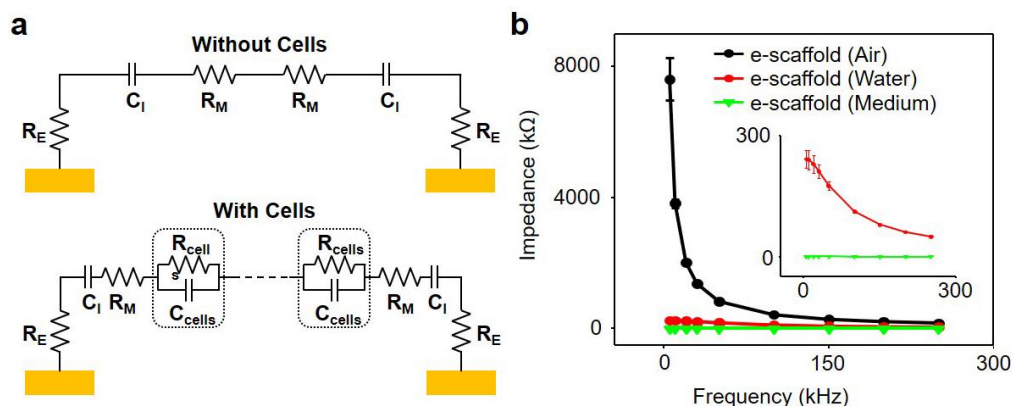 a
Without Cells
C_I R_M R_M C_I
R_E R_E
With Cells
R_cell R_cells
s
C_I R_M R_M C_I
C_cells C_cells
R_E R_E
b
e-scaffold (Air)
e-scaffold (Water)
e-scaffold (Medium)
8000
4000
0
Impedance (kΩ)
300
0
0 300
0 150 300
Frequency (kHz)